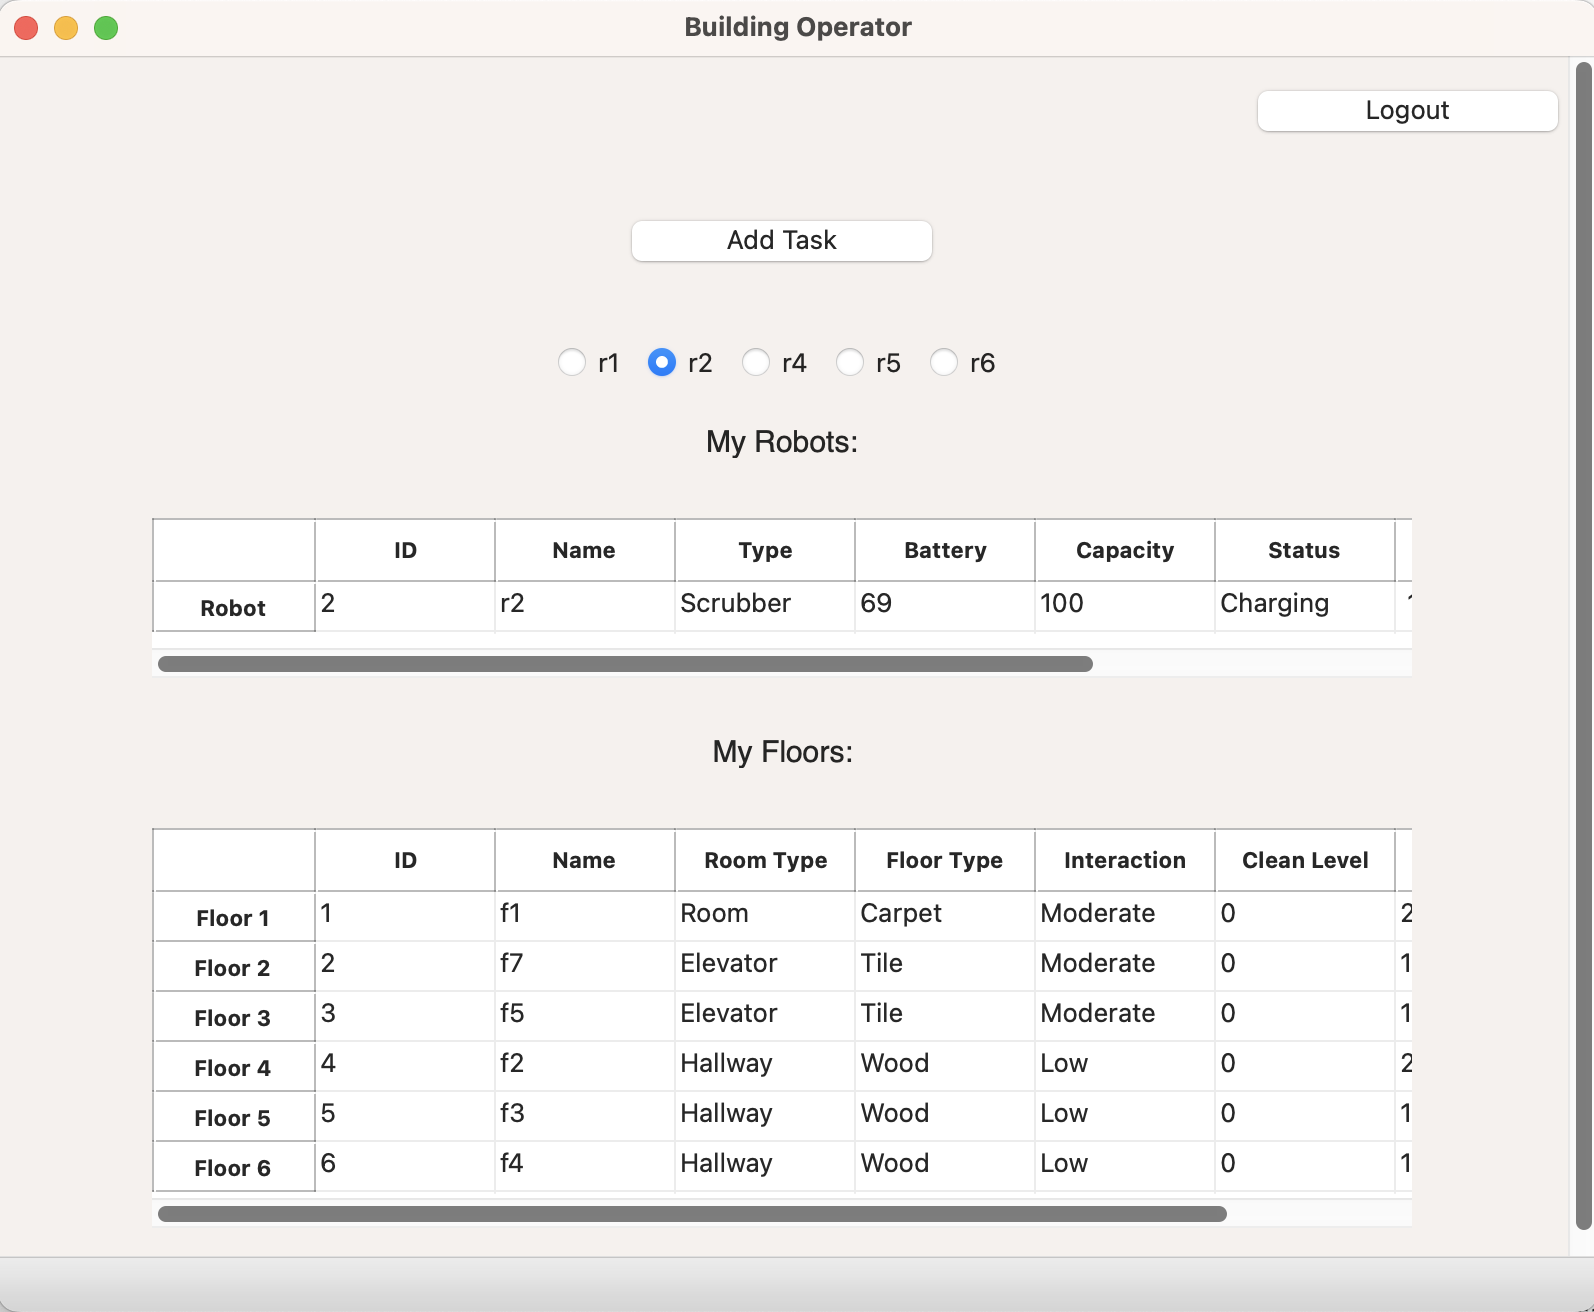 Building Operator
Logout
Add Task
r1 r2 r4 r5 r6
My Robots:
ID Name Type Battery Capacity Status
Robot 2 r2 Scrubber 69 100 Charging
My Floors:
ID Name Room Type Floor Type Interaction Clean Level
Floor 1 1 f1 Room Carpet Moderate 0 2
Floor 2 2 f7 Elevator Tile Moderate 0 1
Floor 3 3 f5 Elevator Tile Moderate 0 1
Floor 4 4 f2 Hallway Wood Low 0 2
Floor 5 5 f3 Hallway Wood Low 0 1
Floor 6 6 f4 Hallway Wood Low 0 1